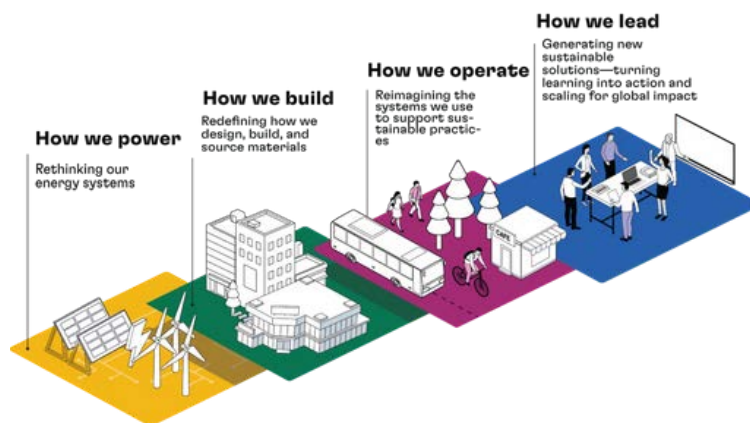 How we lead
Generating new
sustainable
solutions—turning
learning into action and
scaling for global impact
How we operate
Reimagining the
systems we use
to support sus-
tainable practic-
es
How we build
Redefining how we
design, build, and
source materials
How we power
Rethinking our
energy systems
CAFE